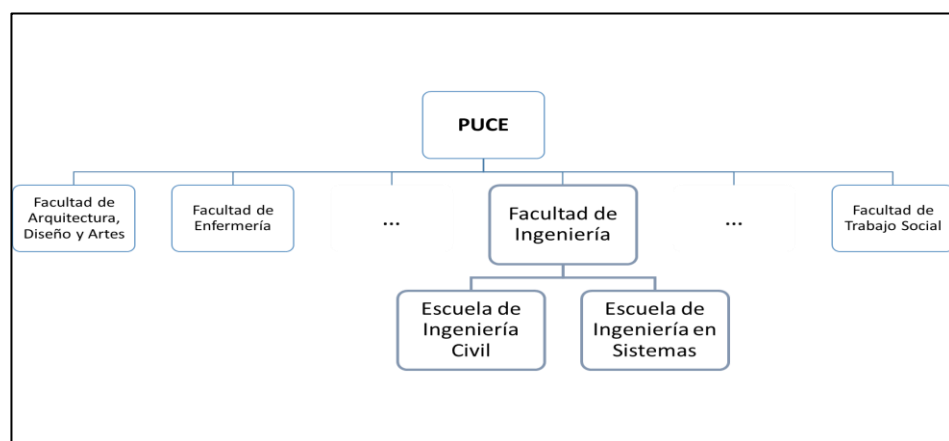 PUCE
Facultad de
Arquitectura,
Diseño y Artes
Facultad de
Enfermería
...
Facultad de
Ingeniería
...
Facultad de
Trabajo Social
Escuela de
Ingeniería
Civil
Escuela de
Ingeniería en
Sistemas